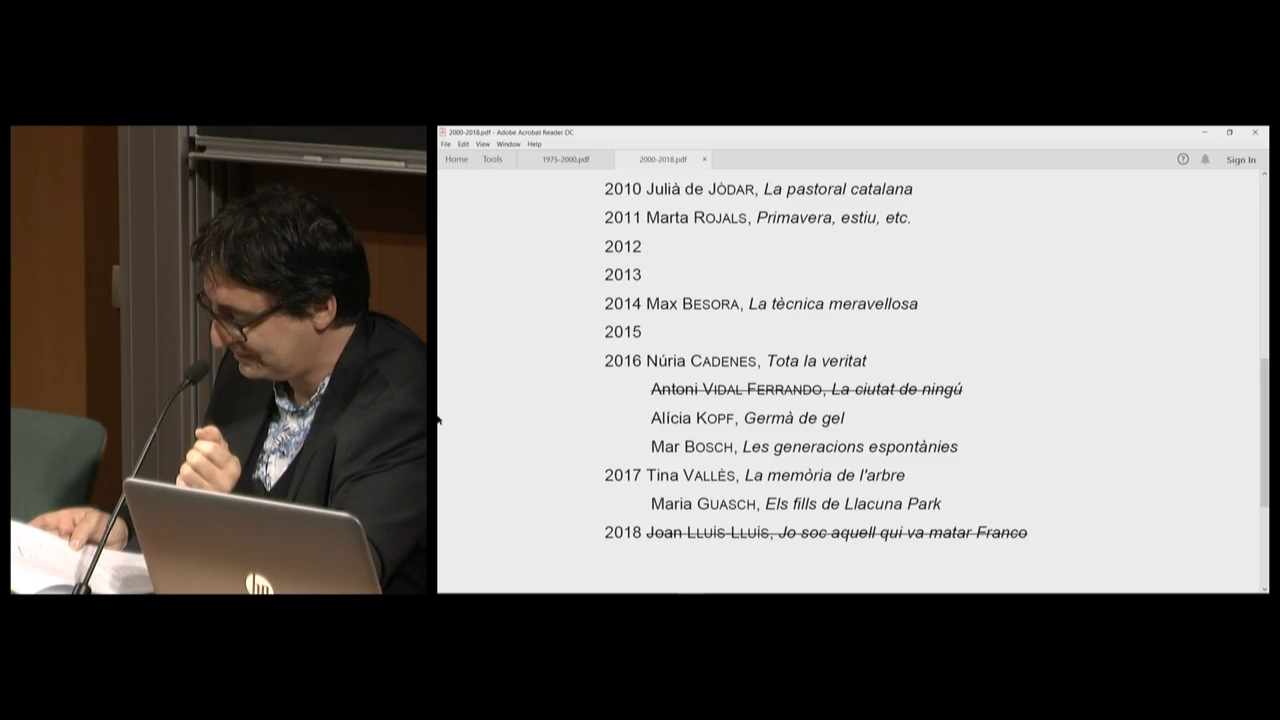 2000-2018.pdf - Adobe Acrobat Reader DC
File Edit View Window Help
Home Tools 1975-2000.pdf 2000-2018.pdf × Sign In
2010 Julià de JÒDAR, La pastoral catalana
2011 Marta ROJALS, Primavera, estiu, etc.
2012
2013
2014 Max BESORA, La tècnica meravellosa
2015
2016 Núria CADENES, Tota la veritat
Antoni VIDAL FERRANDO, La ciutat de ningú
Alícia KOPF, Germà de gel
Mar BOSCH, Les generacions espontànies
2017 Tina VALLÈS, La memòria de l'arbre
Maria GUASCH, Els fills de Llacuna Park
2018 Joan LLUÍS-LLUÍS, Jo soc aquell qui va matar Franco
hp